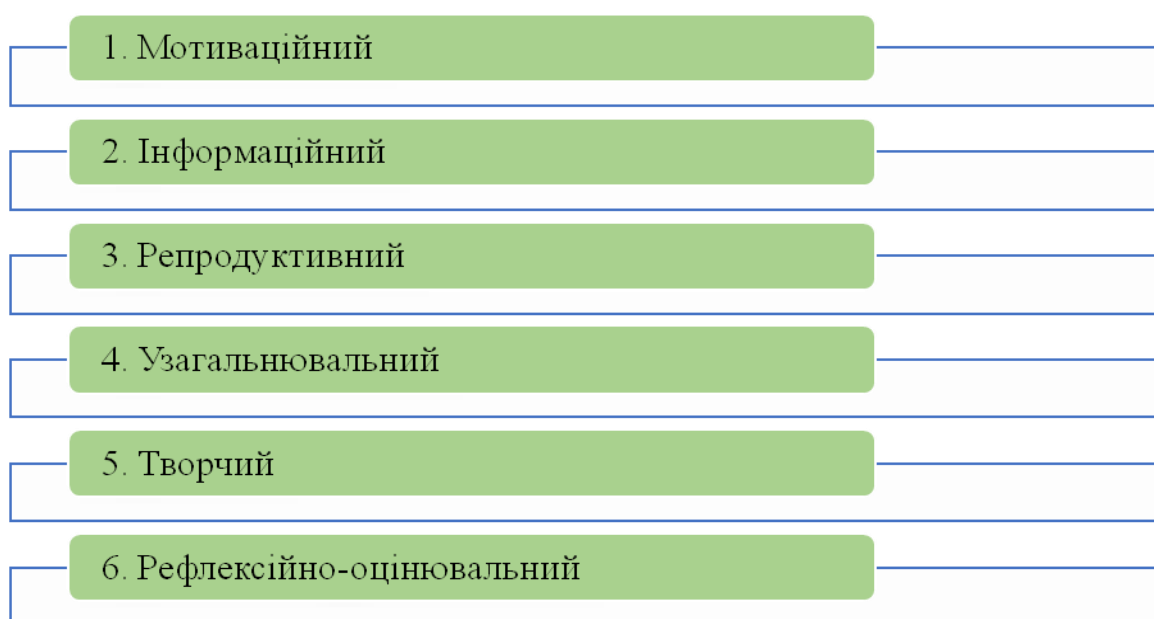 1. Мотиваційний
2. Інформаційний
3. Репродуктивний
4. Узагальнювальний
5. Творчий
6. Рефлексійно-оцінювальний